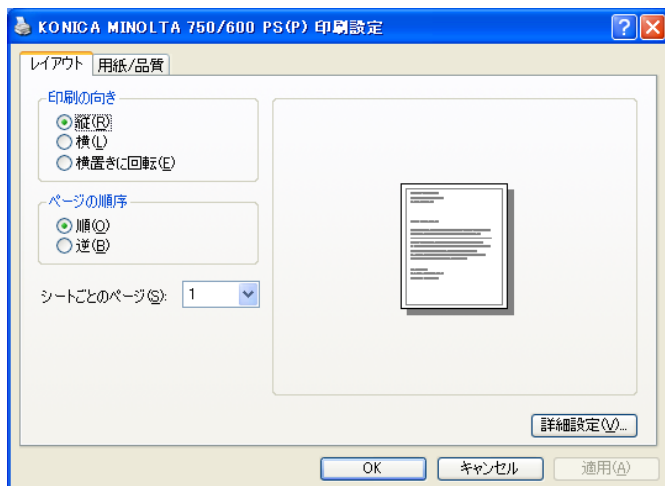 KONICA MINOLTA 750/600 PS(P) 印刷設定
レイアウト 用紙/品質
印刷の向き
縦(R)
横(L)
横置きに回転(E)
ページの順序
順(O)
逆(B)
シートごとのページ(S): 1
詳細設定(V)...
OK キャンセル 適用(A)